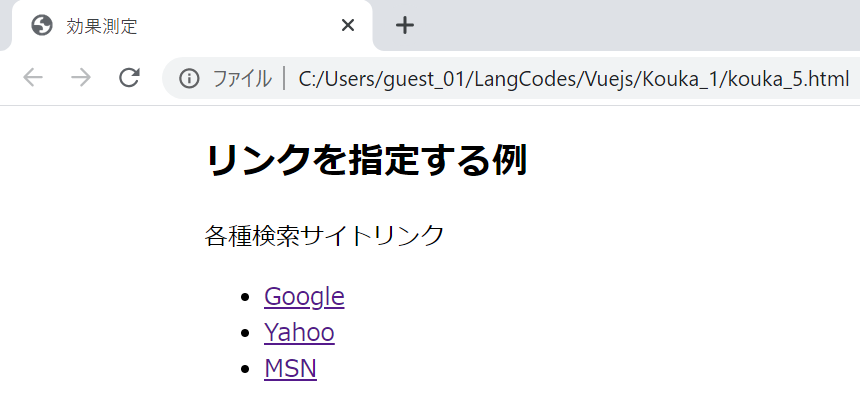 効果測定
ファイル C:/Users/guest_01/LangCodes/Vuejs/Kouka_1/kouka_5.html
リンクを指定する例
各種検索サイトリンク
Google
Yahoo
MSN